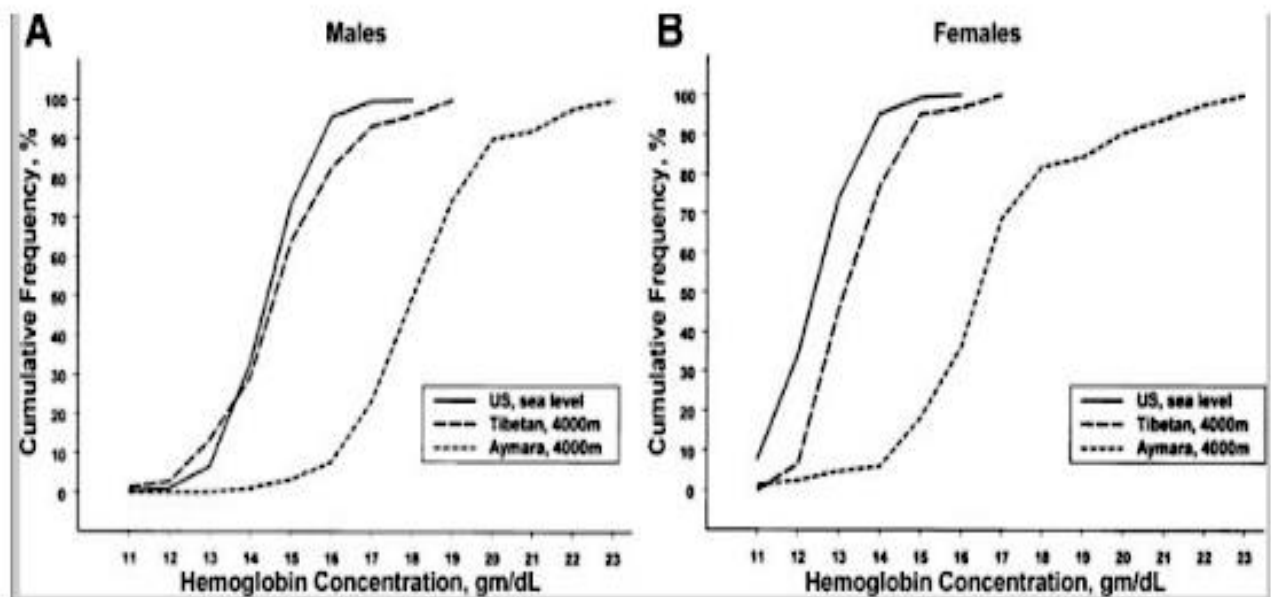 A
Males
Cumulative Frequency, %
100
90
80
70
60
50
40
30
20
10
0
US, sea level
Tibetan, 4000m
Aymara, 4000m
11 12 13 14 15 16 17 18 19 20 21 22 23
Hemoglobin Concentration, gm/dL
B
Females
Cumulative Frequency, %
100
90
80
70
60
50
40
30
20
10
0
US, sea level
Tibetan, 4000m
Aymara, 4000m
11 12 13 14 15 16 17 18 19 20 21 22 23
Hemoglobin Concentration, gm/dL